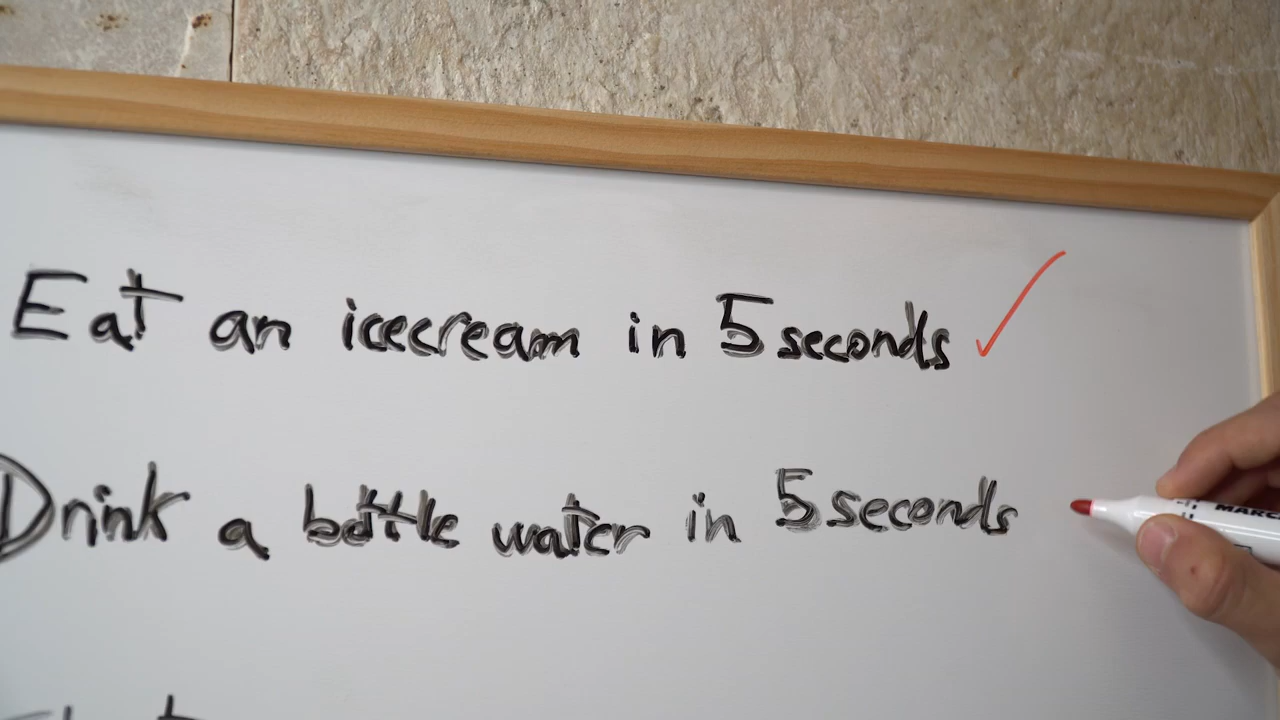 Eat an icecream in 5 seconds
Drink a bottle water in 5 seconds